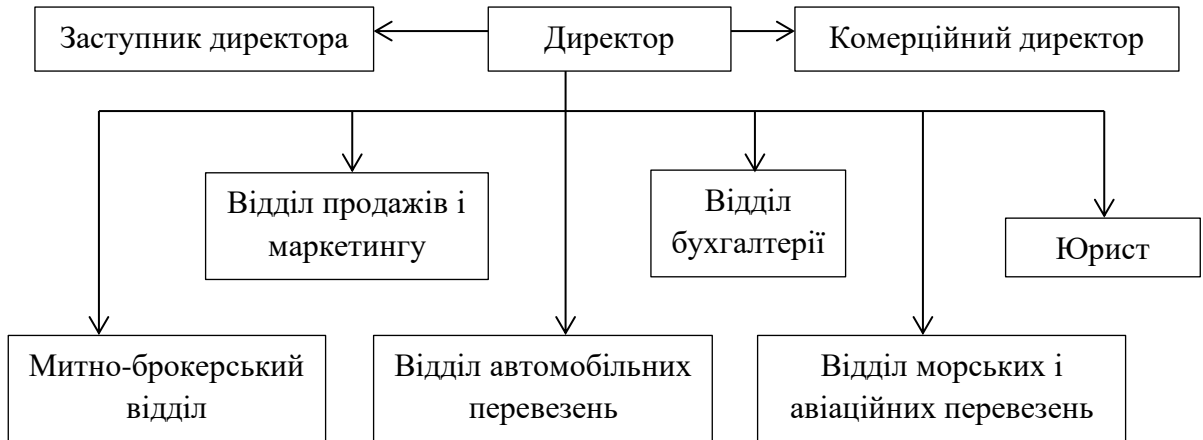 Заступник директора
Директор
Комерційний директор
Відділ продажів і
маркетингу
Відділ
бухгалтерії
Юрист
Митно-брокерський
відділ
Відділ автомобільних
перевезень
Відділ морських і
авіаційних перевезень